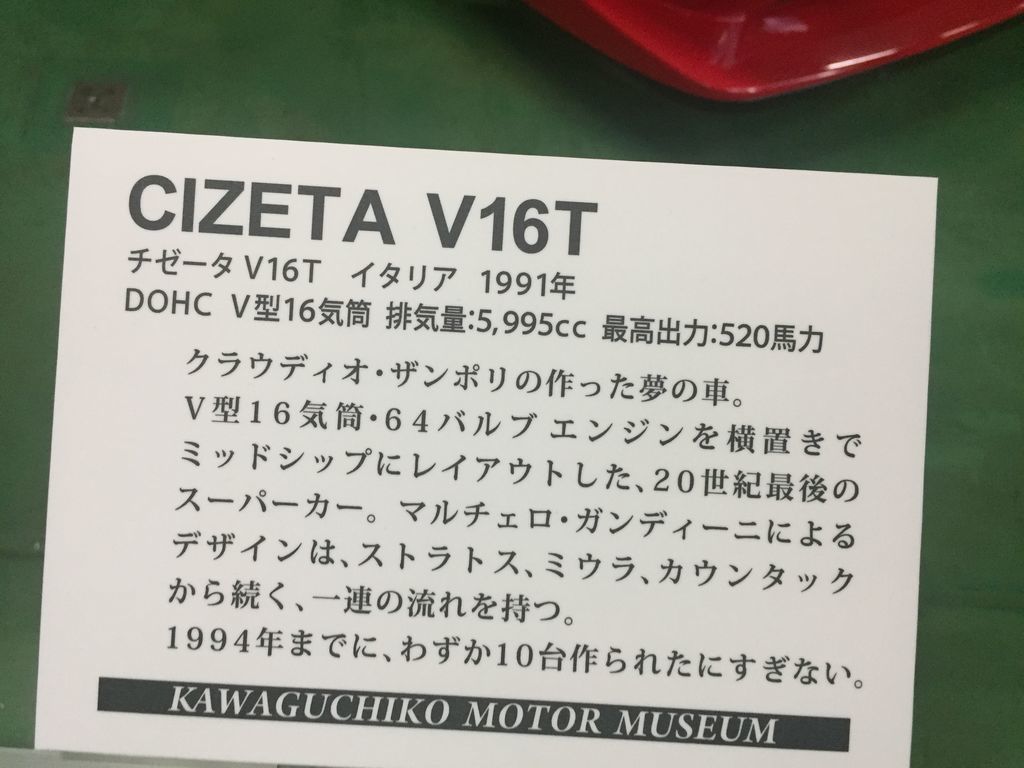 CIZETA V16T
チゼータ V16T　イタリア　1991年
DOHC　V型16気筒　排気量:5,995cc　最高出力:520馬力
クラウディオ・ザンポリの作った夢の車。
V型16気筒・64バルブ エンジンを横置きで
ミッドシップにレイアウトした、20世紀最後の
スーパーカー。マルチェロ・ガンディーニによる
デザインは、ストラトス、ミウラ、カウンタック
から続く、一連の流れを持つ。
1994年までに、わずか10台作られたにすぎない。
KAWAGUCHIKO MOTOR MUSEUM